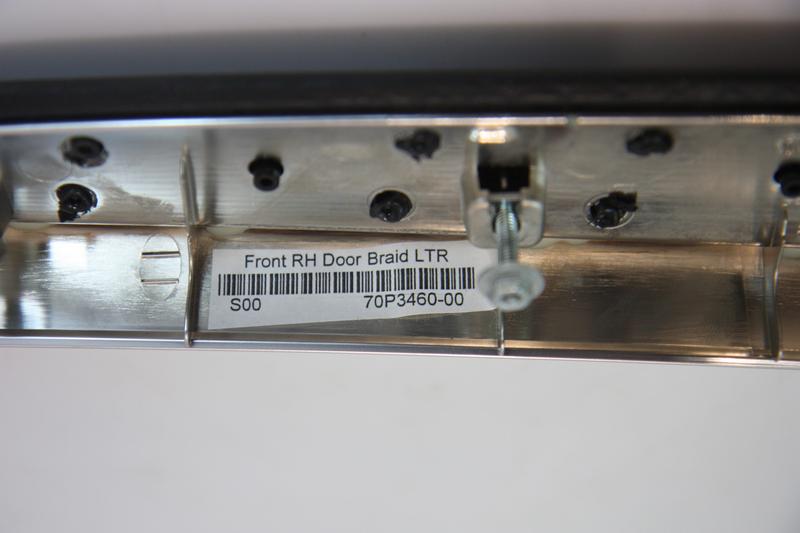 Front RH Door Braid LTR
S00 70P3460-00